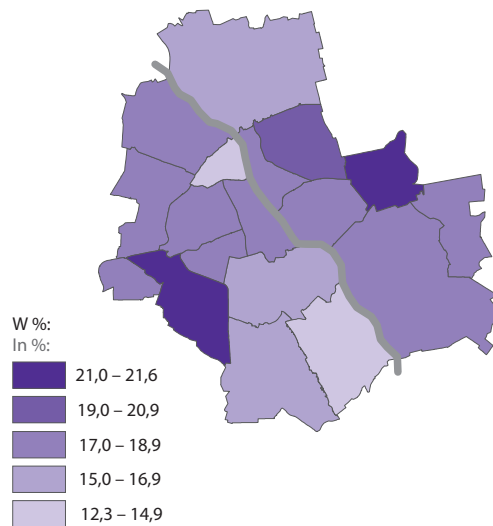 W %:
In %:
21,0 – 21,6
19,0 – 20,9
17,0 – 18,9
15,0 – 16,9
12,3 – 14,9